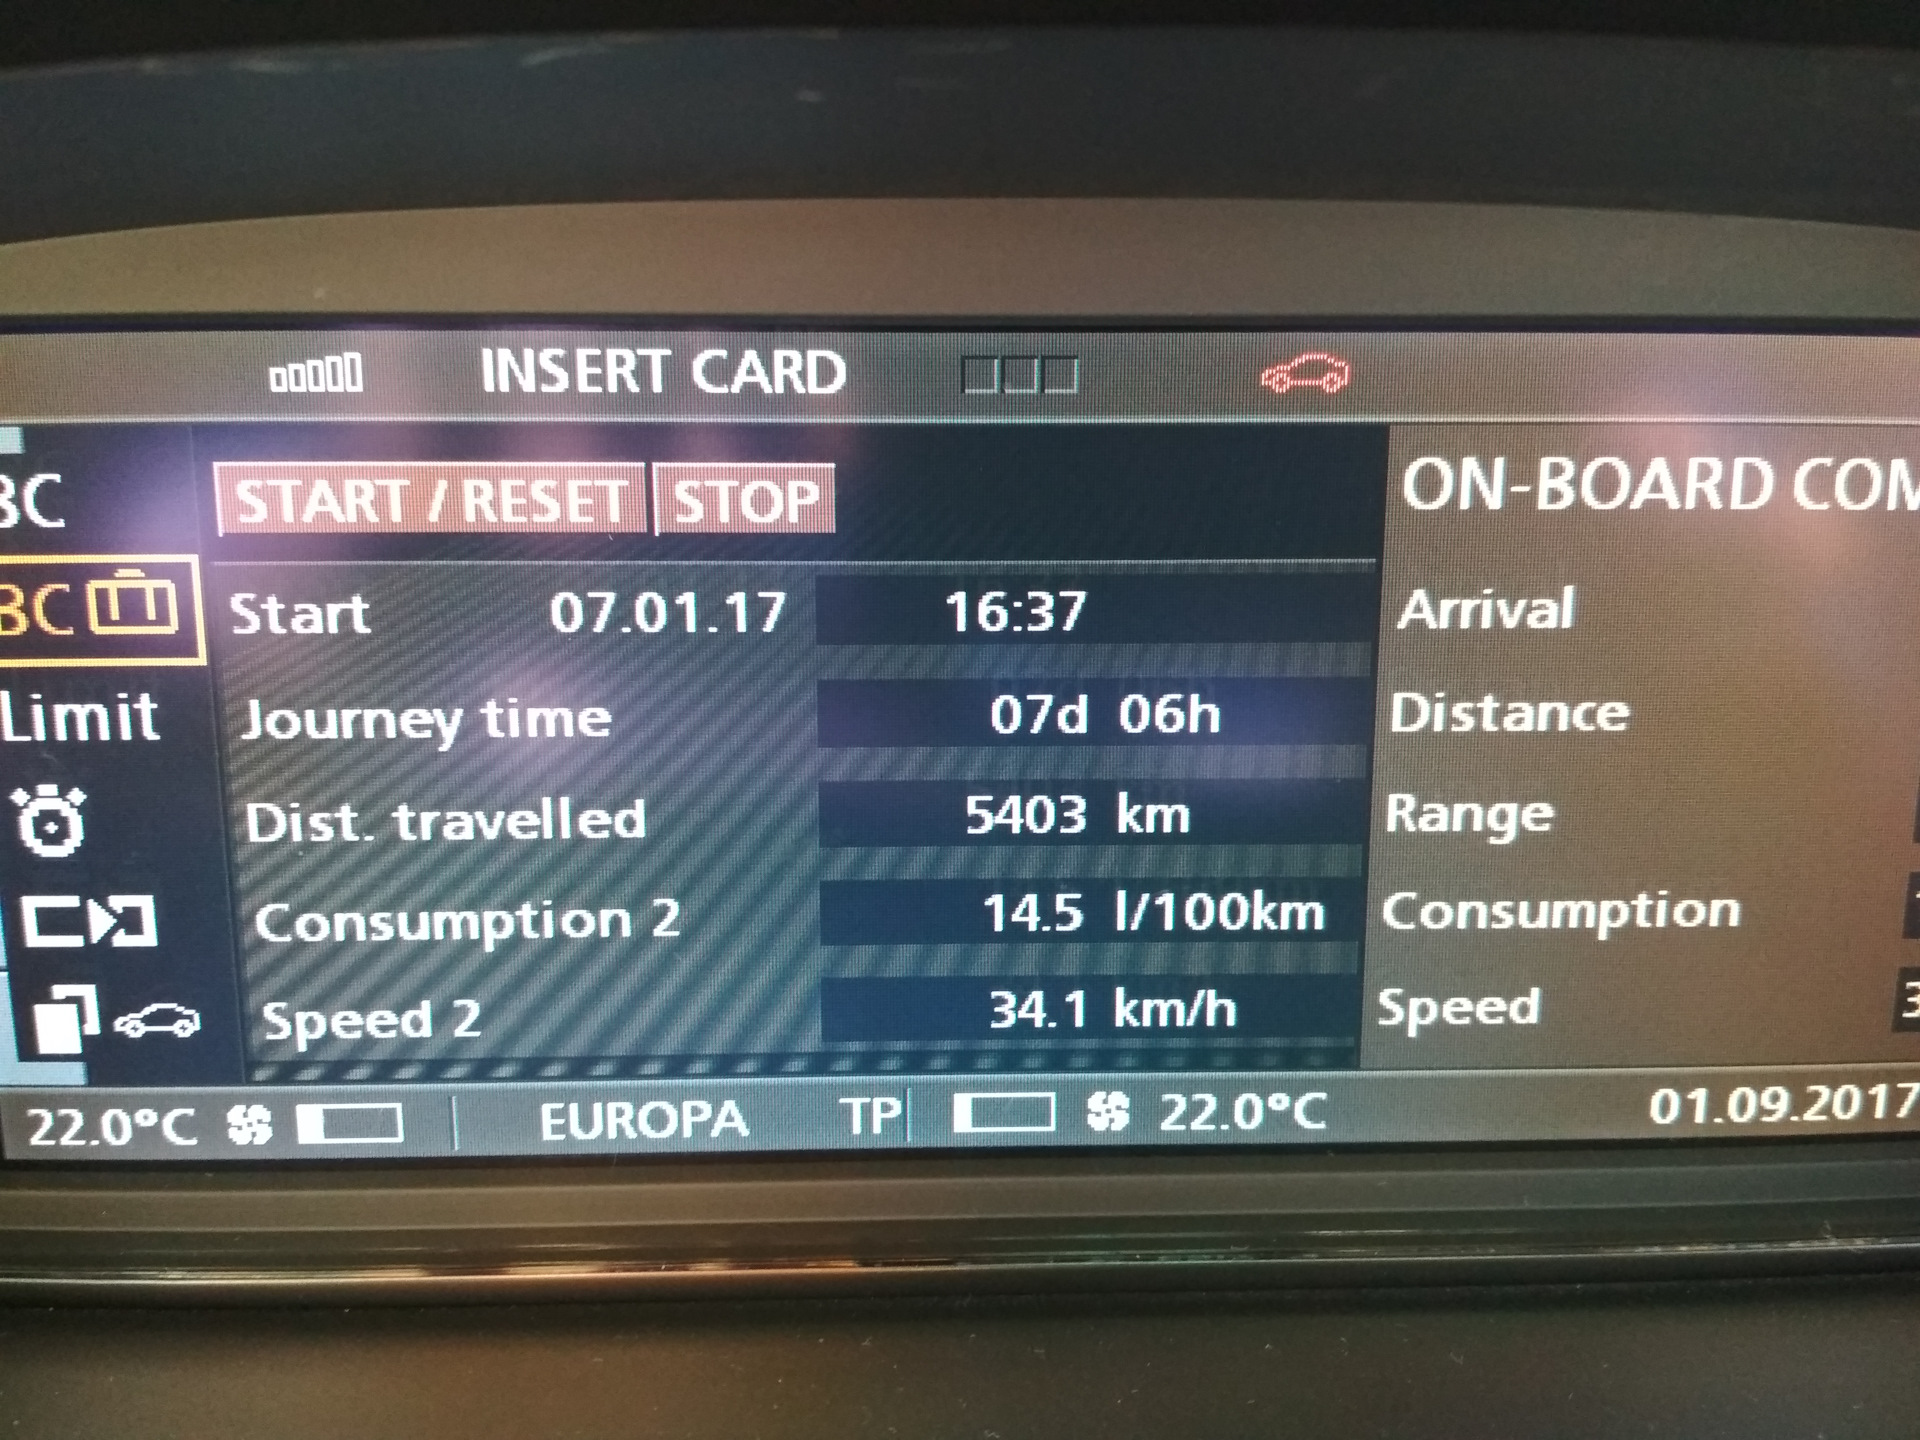 INSERT CARD
BC
START / RESET STOP
ON-BOARD COM
BC
Start 07.01.17 16:37
Arrival
Limit
Journey time 07d 06h
Distance
Dist. travelled 5403 km
Range
Consumption 2 14.5 l/100km
Consumption
Speed 2 34.1 km/h
Speed 3
22.0°C EUROPA TP 22.0°C 01.09.2017